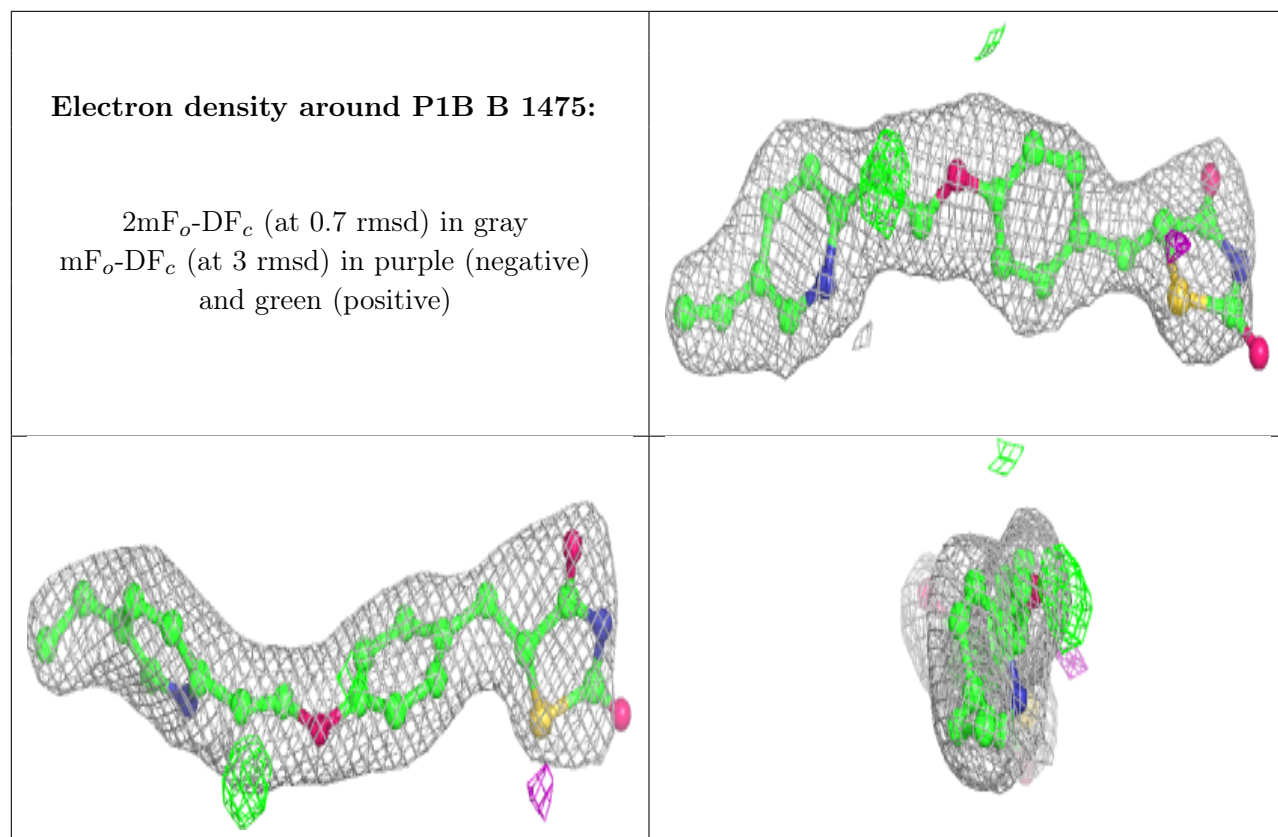 Electron density around P1B B 1475:
2mFo-DFc (at 0.7 rmsd) in gray
mFo-DFc (at 3 rmsd) in purple (negative)
and green (positive)